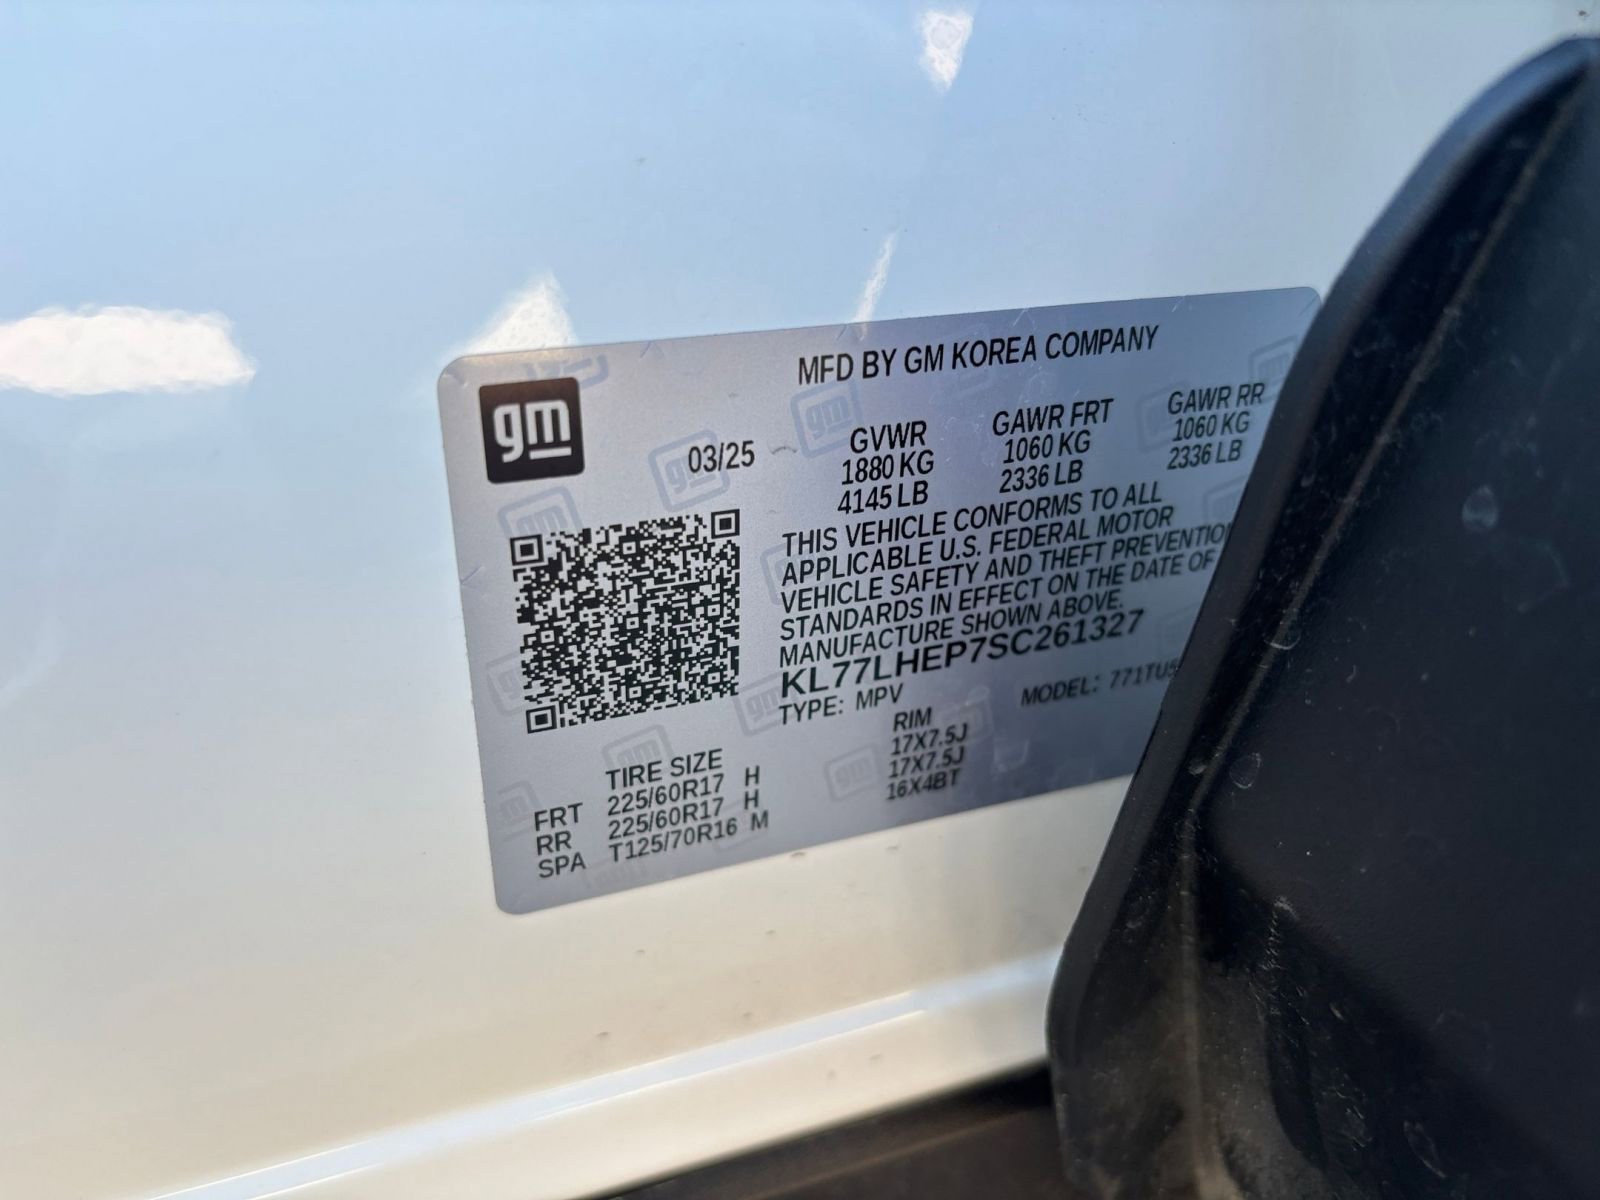 gm
MFD BY GM KOREA COMPANY
03/25
GVWR GAWR FRT GAWR RR
1880 KG 1060 KG 1060 KG
4145 LB 2336 LB 2336 LB
THIS VEHICLE CONFORMS TO ALL
APPLICABLE U.S. FEDERAL MOTOR
VEHICLE SAFETY AND THEFT PREVENTIO
STANDARDS IN EFFECT ON THE DATE OF
MANUFACTURE SHOWN ABOVE.
KL77LHEP7SC261327
TYPE: MPV MODEL: 771TU5
TIRE SIZE RIM
FRT 225/60R17 H 17X7.5J
RR 225/60R17 H 17X7.5J
SPA T125/70R16 M 16X4BT